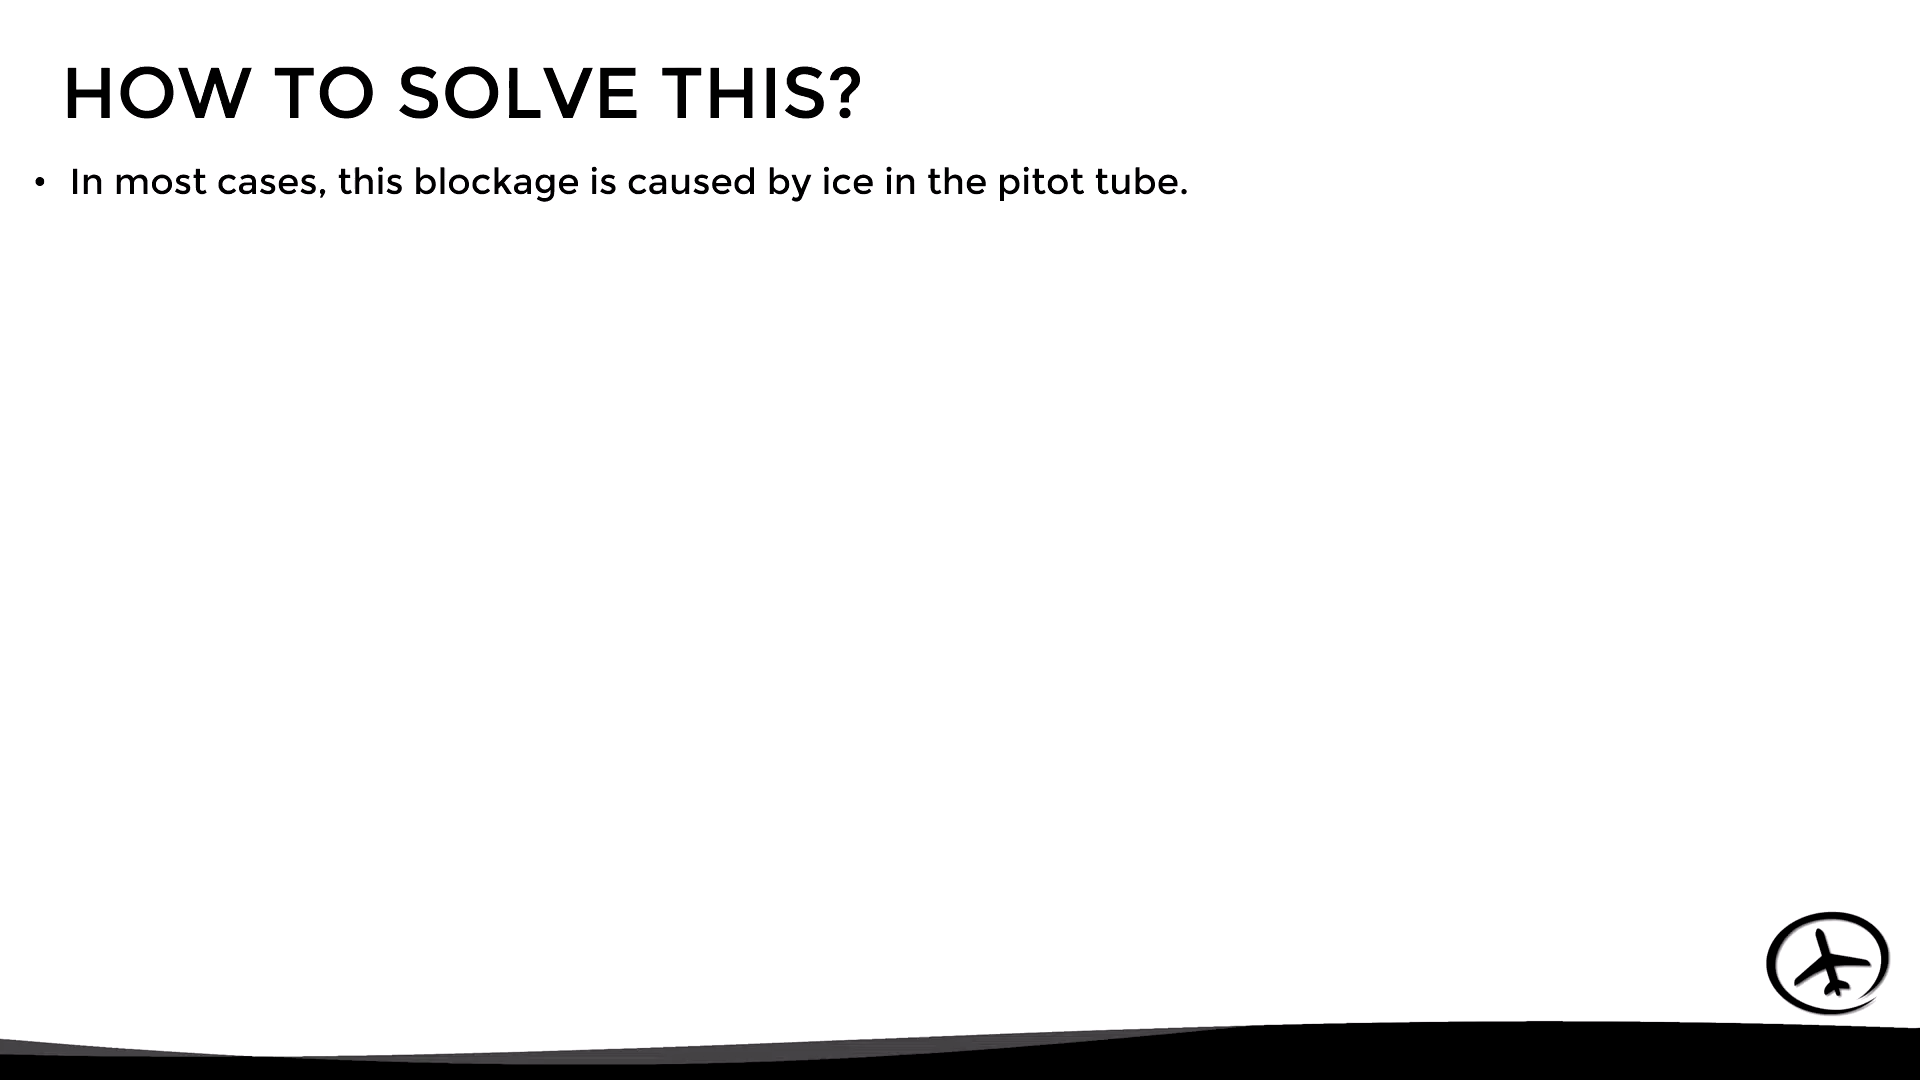 HOW TO SOLVE THIS?
• In most cases, this blockage is caused by ice in the pitot tube.